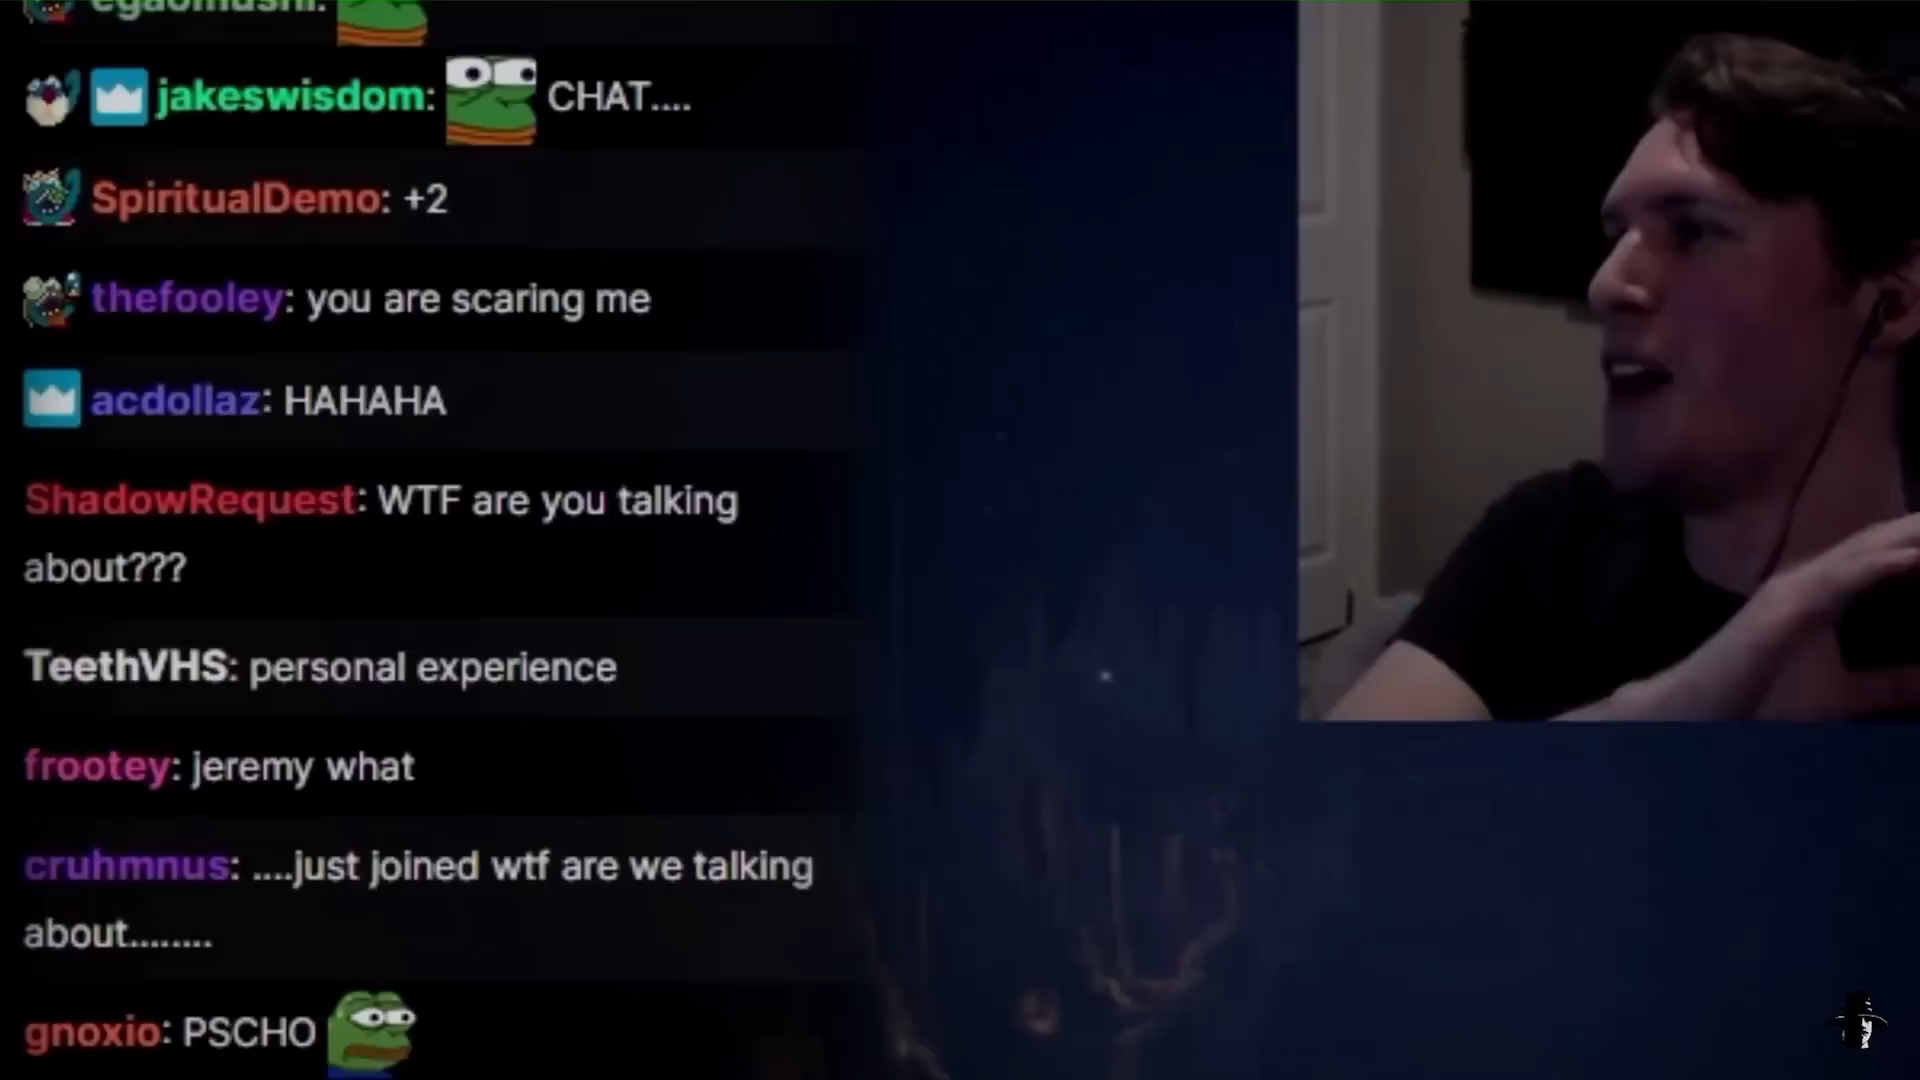 egaomushi:
jakeswisdom: CHAT....
SpiritualDemo: +2
thefooley: you are scaring me
acdollaz: HAHAHA
ShadowRequest: WTF are you talking
about???
TeethVHS: personal experience
frootey: jeremy what
cruhmnus: ....just joined wtf are we talking
about........
gnoxio: PSCHO